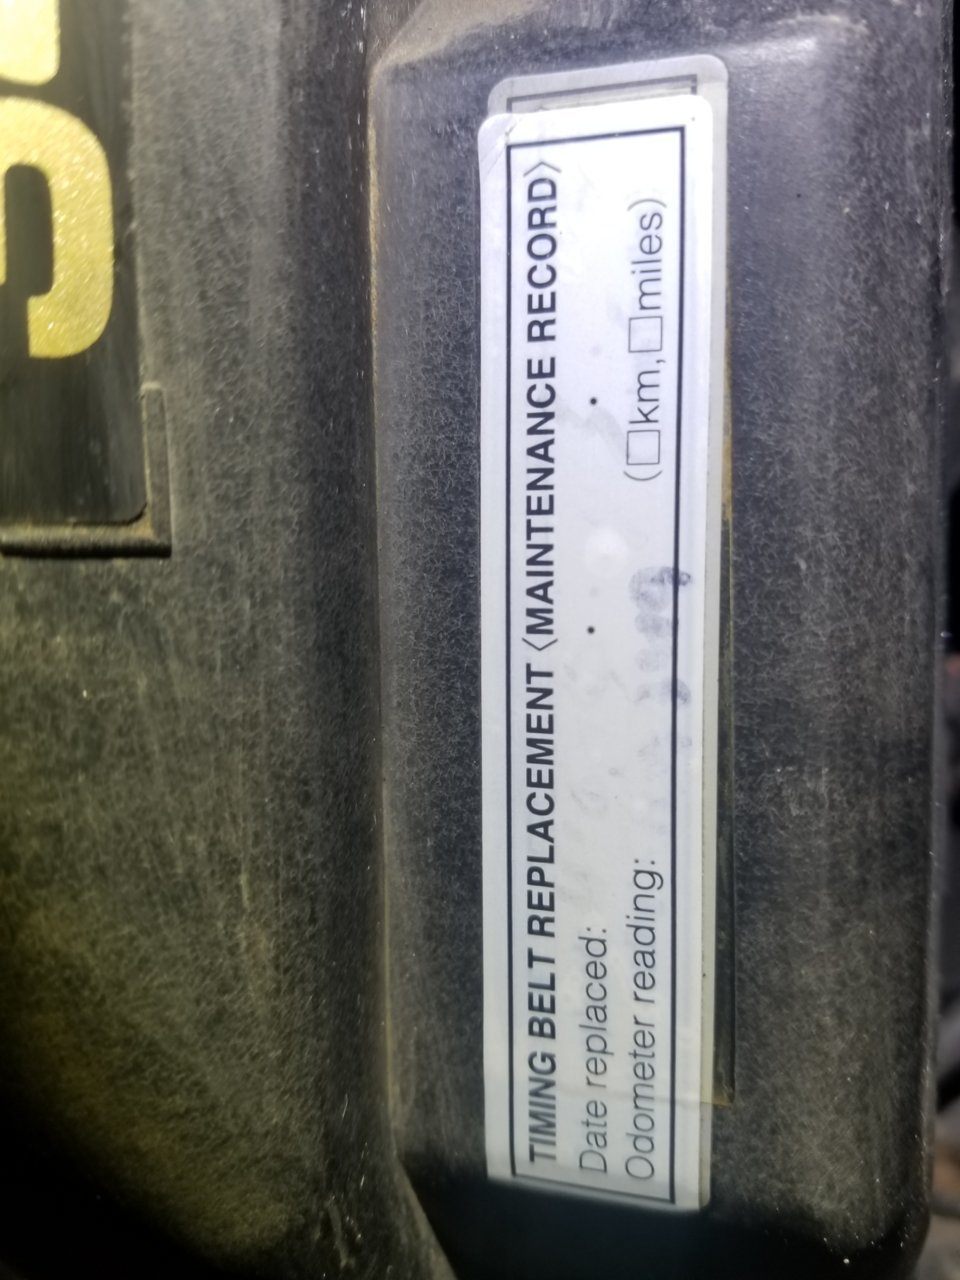 TIMING BELT REPLACEMENT〈MAINTENANCE RECORD〉
Date replaced: . .
Odometer reading: (□km,□miles)